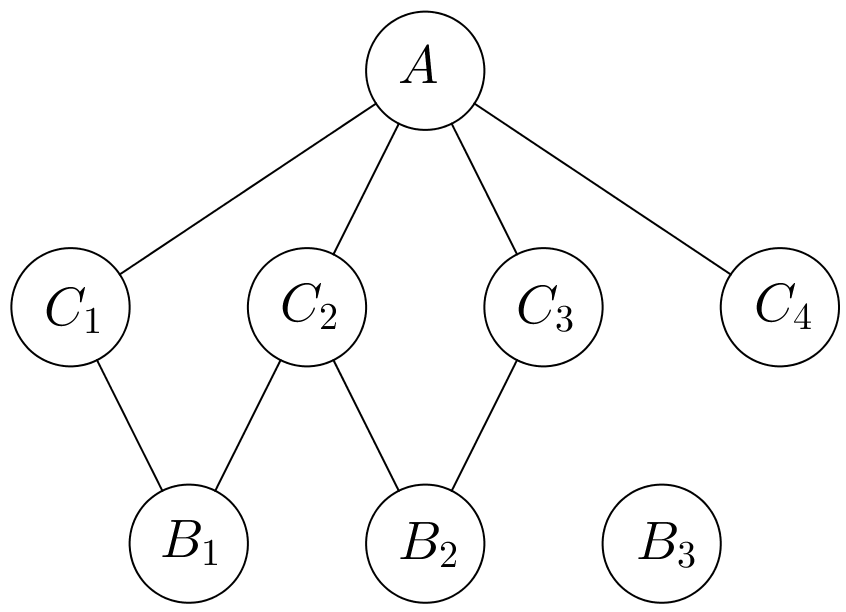 A
C₁ C₂ C₃ C₄
B₁ B₂ B₃